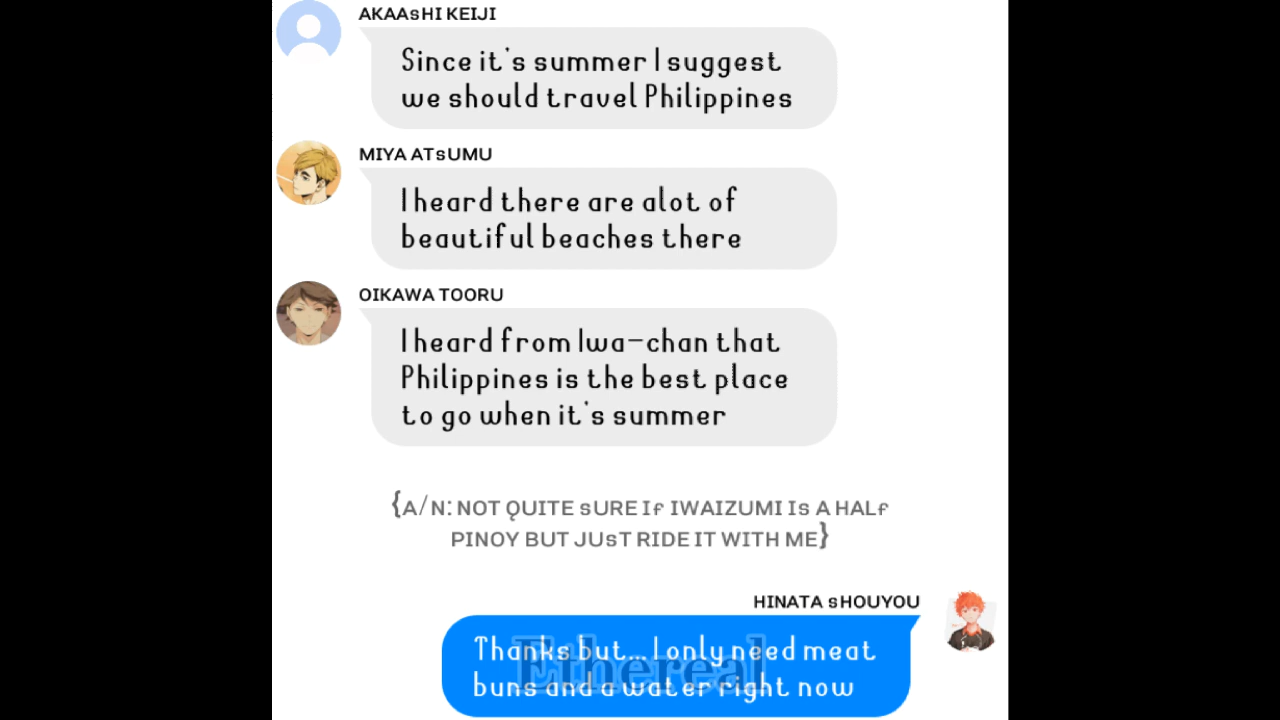 AKAAsHI KEIJI
Since it's summer I suggest
we should travel Philippines
MIYA ATsUMU
I heard there are alot of
beautiful beaches there
OIKAWA TOORU
I heard from Iwa-chan that
Philippines is the best place
to go when it's summer
{A/N: NOT QUITE sURE If IWAIZUMI Is A HALf
PINOY BUT JUsT RIDE IT WITH ME}
HINATA sHOUYOU
Thanks but... I only need meat
buns and a water right now
Ethereal